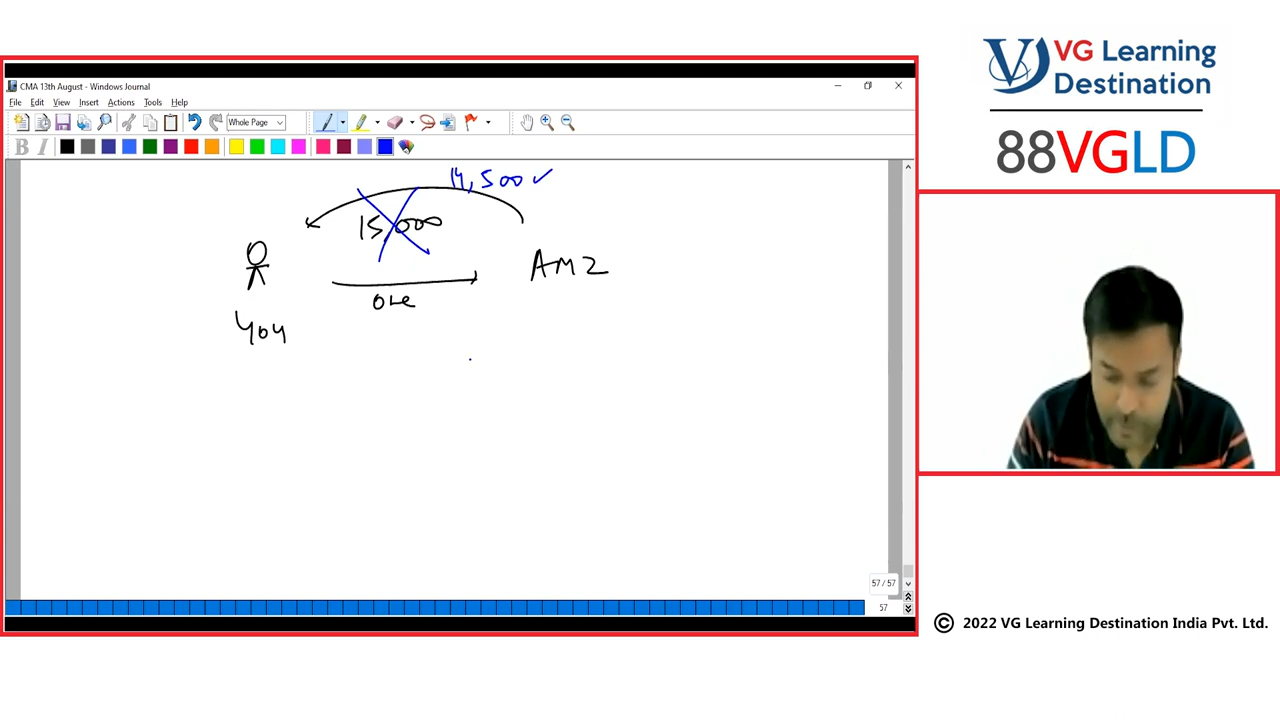 CMA 13th August - Windows Journal
File Edit View Insert Actions Tools Help
Whole Page
B I
14,500
15,000
AMZ
You
57 / 57
57
VG Learning
Destination
88VGLD
© 2022 VG Learning Destination India Pvt. Ltd.